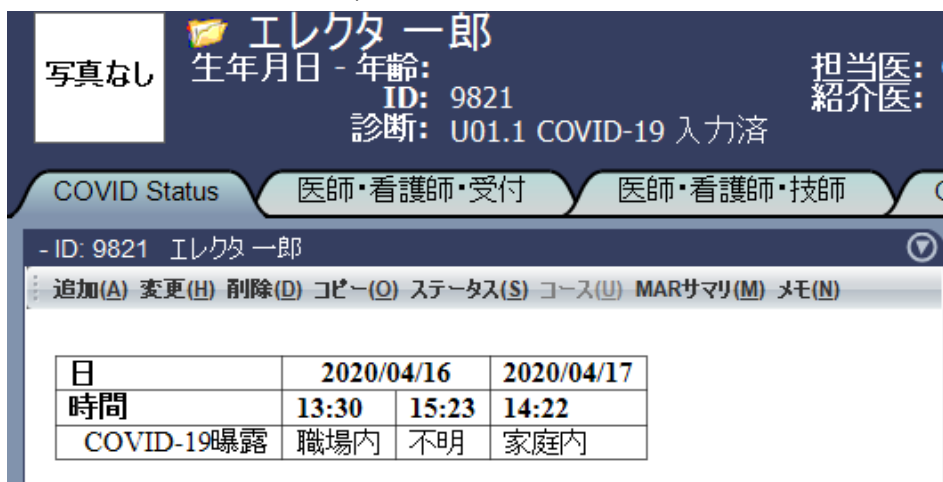 写真なし
エレクタ 一郎
生年月日 - 年齢:
ID: 9821
診断: U01.1 COVID-19 入力済
担当医:
紹介医:
COVID Status 医師・看護師・受付 医師・看護師・技師
- ID: 9821 エレクタ 一郎
追加(A) 変更(H) 削除(D) コピー(O) ステータス(S) コース(U) MARサマリ(M) メモ(N)
日 2020/04/16 2020/04/17
時間 13:30 15:23 14:22
COVID-19曝露 職場内 不明 家庭内